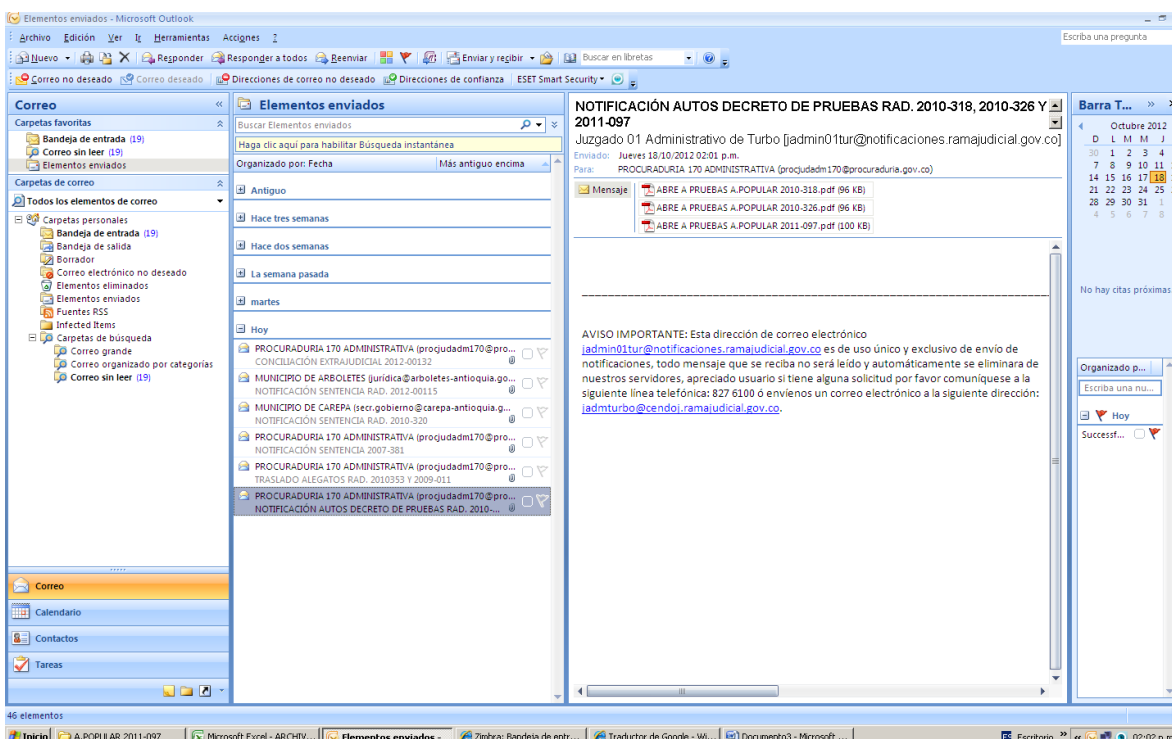 Elementos enviados - Microsoft Outlook
Archivo Edición Ver Ir Herramientas Acciones ?
Escriba una pregunta
Nuevo Responder Responder a todos Reenviar Enviar y recibir Buscar en libretas
Correo no deseado Correo deseado Direcciones de correo no deseado Direcciones de confianza ESET Smart Security
Correo
Carpetas favoritas
Bandeja de entrada (19)
Correo sin leer (19)
Elementos enviados
Carpetas de correo
Todos los elementos de correo
Carpetas personales
Bandeja de entrada (19)
Bandeja de salida
Borrador
Correo electrónico no deseado
Elementos eliminados
Elementos enviados
Fuentes RSS
Infected Items
Carpetas de búsqueda
Correo grande
Correo organizado por categorías
Correo sin leer (19)
Correo
Calendario
Contactos
Tareas
Elementos enviados
Buscar Elementos enviados
Haga clic aquí para habilitar Búsqueda instantánea
Organizado por: Fecha Más antiguo encima
Antiguo
Hace tres semanas
Hace dos semanas
La semana pasada
martes
Hoy
PROCURADURIA 170 ADMINISTRATIVA (procjudadm170@pro...
CONCILIACIÓN EXTRAJUDICIAL 2012-00132
MUNICIPIO DE ARBOLETES (jurídica@arboletes-antioquia.go...
NOTIFICACIÓN SENTENCIA RAD. 2012-00115
MUNICIPIO DE CAREPA (secr.gobierno@carepa-antioquia.g...
NOTIFICACIÓN SENTENCIA RAD. 2010-320
PROCURADURIA 170 ADMINISTRATIVA (procjudadm170@pro...
NOTIFICACIÓN SENTENCIA 2007-381
PROCURADURIA 170 ADMINISTRATIVA (procjudadm170@pro...
TRASLADO ALEGATOS RAD. 2010353 Y 2009-011
PROCURADURIA 170 ADMINISTRATIVA (procjudadm170@pro...
NOTIFICACIÓN AUTOS DECRETO DE PRUEBAS RAD. 2010-...
NOTIFICACIÓN AUTOS DECRETO DE PRUEBAS RAD. 2010-318, 2010-326 Y
2011-097
Juzgado 01 Administrativo de Turbo [jadmin01tur@notificaciones.ramajudicial.gov.co]
Enviado: Jueves 18/10/2012 02:01 p.m.
Para: PROCURADURIA 170 ADMINISTRATIVA (procjudadm170@procuraduria.gov.co)
Mensaje
ABRE A PRUEBAS A.POPULAR 2010-318.pdf (96 KB)
ABRE A PRUEBAS A.POPULAR 2010-326.pdf (96 KB)
ABRE A PRUEBAS A.POPULAR 2011-097.pdf (100 KB)
AVISO IMPORTANTE: Esta dirección de correo electrónico
jadmin01tur@notificaciones.ramajudicial.gov.co es de uso único y exclusivo de envío de
notificaciones, todo mensaje que se reciba no será leído y automáticamente se eliminara de
nuestros servidores, apreciado usuario si tiene alguna solicitud por favor comuníquese a la
siguiente línea telefónica: 827 6100 ó envíenos un correo electrónico a la siguiente dirección:
jadmturbo@cendoj.ramajudicial.gov.co.
Barra T...
Octubre 2012
D L M M J
30 1 2 3 4
7 8 9 10 11
14 15 16 17 18
21 22 23 24 25
28 29 30 31 1
4 5 6 7 8
No hay citas próximas
Organizado p...
Escriba una nu...
Hoy
Successf...
46 elementos
Inicio A.POPULAR 2011-097 Microsoft Excel - ARCHIV... Elementos enviados - Zimbra: Bandeja de entr... Traductor de Google - Wi... Documento3 - Microsoft ... ES Escritorio 02:02 p.m.